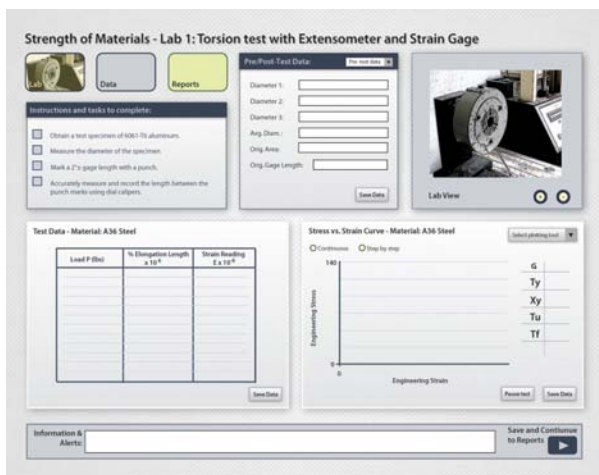 Strength of Materials - Lab 1: Torsion test with Extensometer and Strain Gage
Lab
Data
Reports
Instructions and tasks to complete:
Obtain a test specimen of 6061-T6 aluminum.
Measure the diameter of the specimen.
Mark a 2"± gage length with a punch.
Accurately measure and record the length between the
punch marks using dial calipers.
Pre/Post-Test Data:
Pre-test data
Diameter 1:
Diameter 2:
Diameter 3:
Avg. Diam.:
Orig. Area:
Orig. Gage Length:
Save Data
Lab View
Test Data - Material: A36 Steel
Load P (lbs)
% Elongation Length
x 10
Strain Reading
E x 10
Save Data
Stress vs. Strain Curve - Material: A36 Steel
Select plotting tool
Continuous
Step by step
140
Engineering Stress
0
0
Engineering Strain
G
Ty
Xy
Tu
Tf
Pause test
Save Data
Information &
Alerts:
Save and Contiunue
to Reports